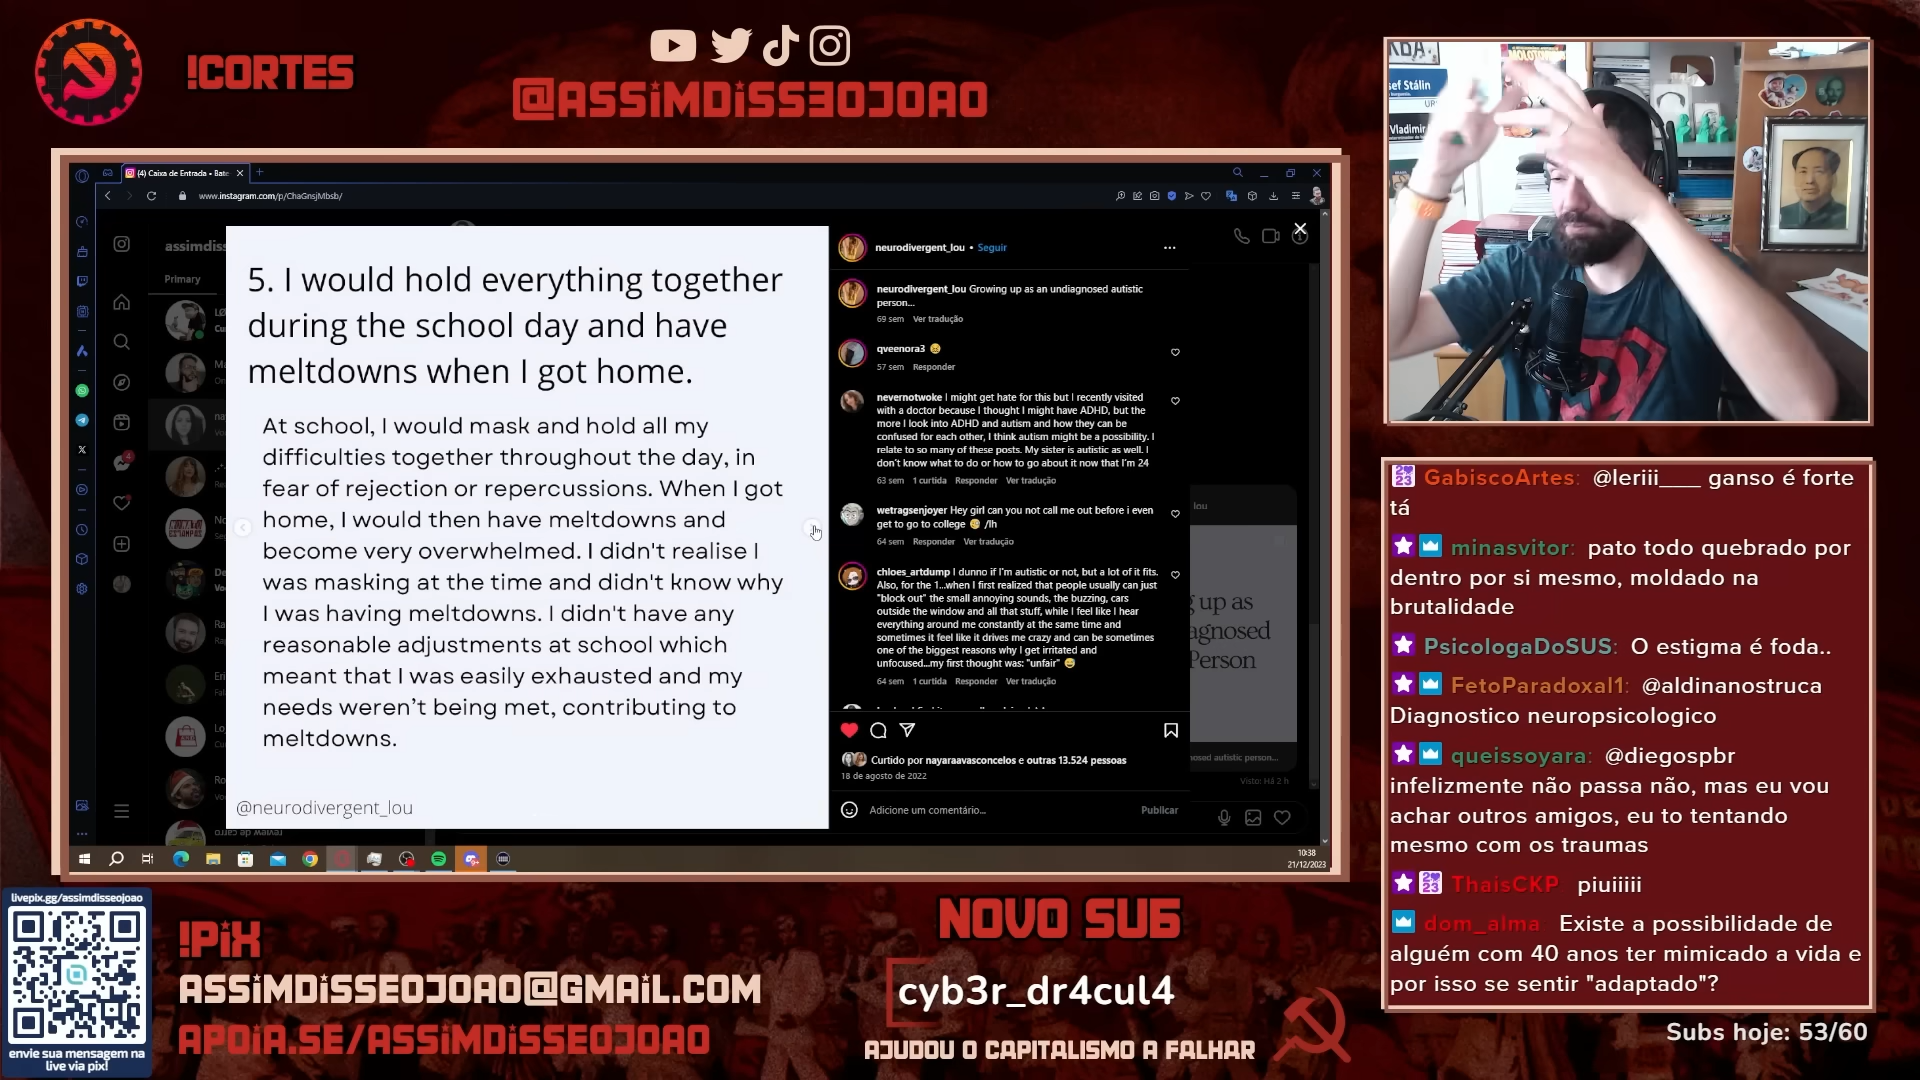 !CORTES
@ASSIMDISSEOJOAO
(4) Caixa de Entrada • Bate
www.instagram.com/p/ChaGnsjMbsb/
assimdiss
Primary
5. I would hold everything together
during the school day and have
meltdowns when I got home.
At school, I would mask and hold all my
difficulties together throughout the day, in
fear of rejection or repercussions. When I got
home, I would then have meltdowns and
become very overwhelmed. I didn't realise I
was masking at the time and didn't know why
I was having meltdowns. I didn't have any
reasonable adjustments at school which
meant that I was easily exhausted and my
needs weren't being met, contributing to
meltdowns.
@neurodivergent_lou
neurodivergent_lou • Seguir
neurodivergent_lou Growing up as an undiagnosed autistic
person...
69 sem Ver tradução
qveenora3
57 sem Responder
nevernotwoke I might get hate for this but I recently visited
with a doctor because I thought I might have ADHD, but the
more I look into ADHD and autism and how they can be
confused for each other, I think autism might be a possibility. I
relate to so many of these posts. My sister is autistic as well. I
don't know what to do or how to go about it now that I'm 24
63 sem 1 curtida Responder Ver tradução
wetragsenjoyer Hey girl can you not call me out before i even
get to go to college 🥲 /lh
64 sem Responder Ver tradução
chloes_artdump I dunno if I'm autistic or not, but a lot of it fits.
Also, for the 1...when I first realized that people usually can just
"block out" the small annoying sounds, the buzzing, cars
outside the window and all that stuff, while I feel like I hear
everything around me constantly at the same time and
sometimes it feel like it drives me crazy and can be sometimes
one of the biggest reasons why I get irritated and
unfocused...my first thought was: "unfair" 😅
64 sem 1 curtida Responder Ver tradução
Curtido por nayaraavasconcelos e outras 13.524 pessoas
18 de agosto de 2022
Adicione um comentário...
Publicar
lou
g up as
agnosed
Person
nosed autistic person...
Visto: Há 2 h
10:38
21/12/2023
sef Stálin
Vladimir
GabiscoArtes: @leriii____ ganso é forte
tá
minasvitor: pato todo quebrado por
dentro por si mesmo, moldado na
brutalidade
PsicologaDoSUS: O estigma é foda..
FetoParadoxal1: @aldinanostruca
Diagnostico neuropsicologico
queissoyara: @diegospbr
infelizmente não passa não, mas eu vou
achar outros amigos, eu to tentando
mesmo com os traumas
ThaisCKP piuiiiii
dom_alma: Existe a possibilidade de
alguém com 40 anos ter mimicado a vida e
por isso se sentir "adaptado"?
Subs hoje: 53/60
livepix.gg/assimdisseojoao
envie sua mensagem na
live via pix!
!PIX
ASSIMDISSEOJOAO@GMAIL.COM
APOIA.SE/ASSIMDISSEOJOAO
NOVO SUB
cyb3r_dr4cul4
AJUDOU O CAPITALISMO A FALHAR